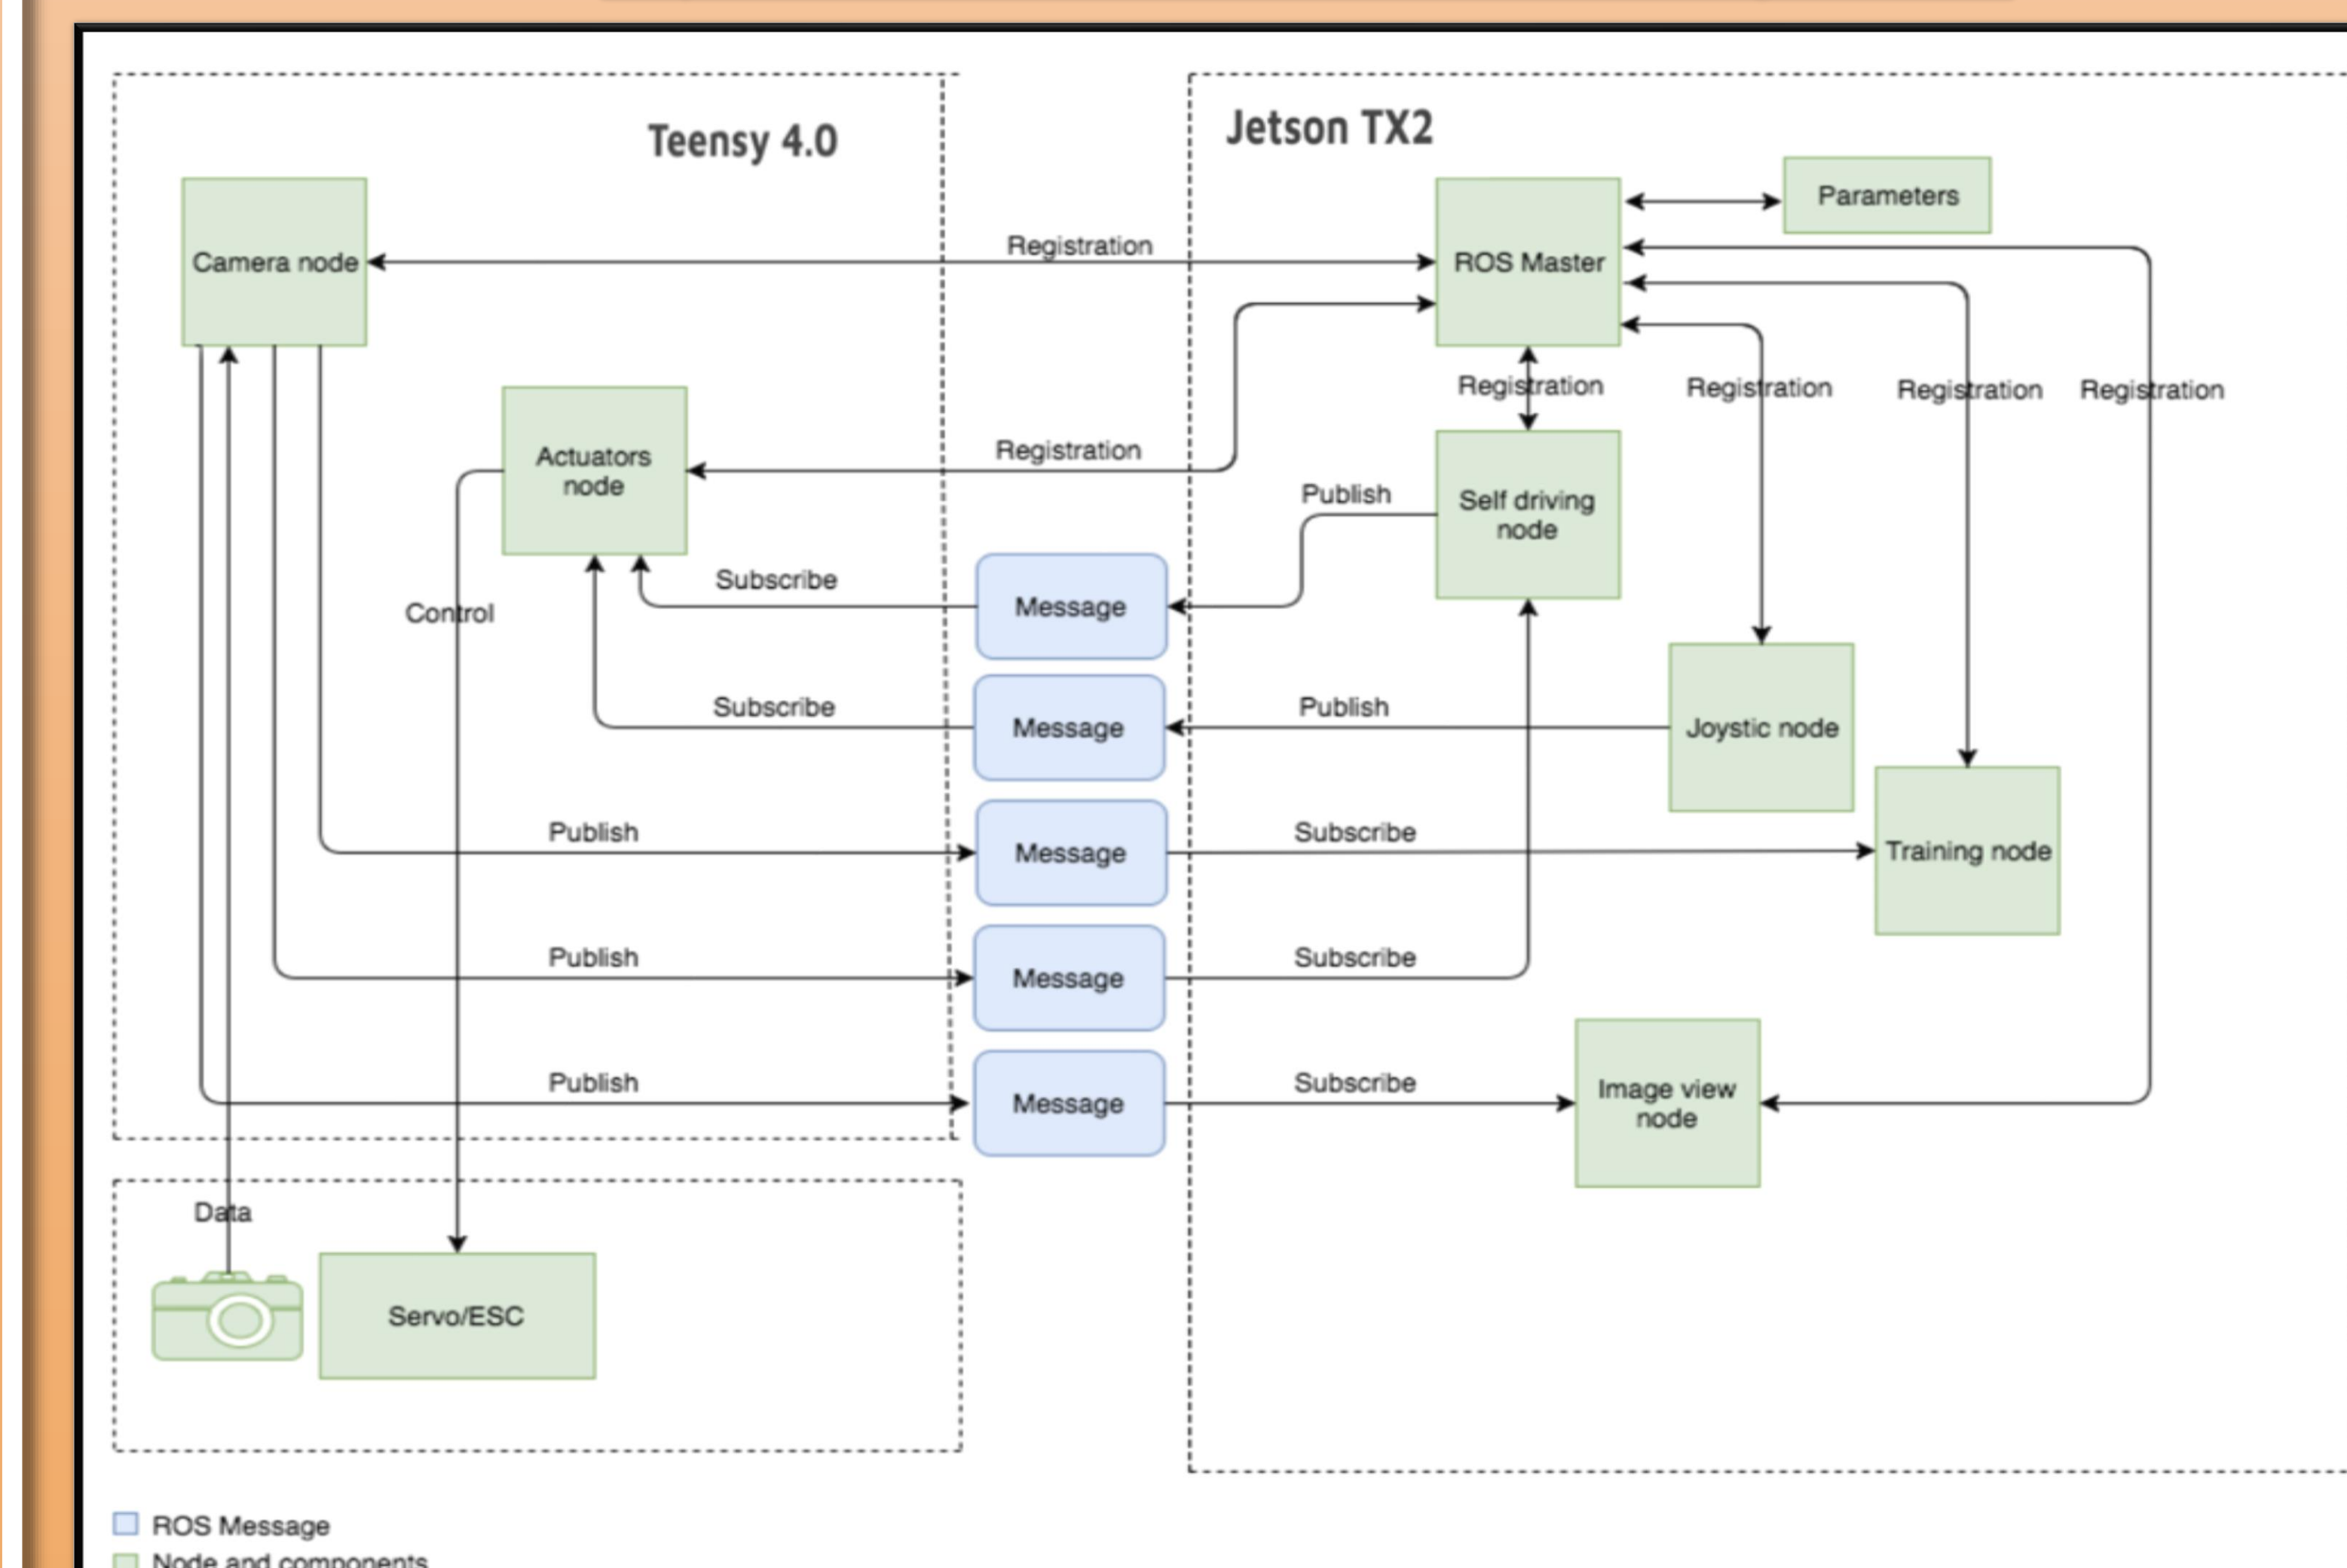 Teensy 4.0
Jetson TX2
Parameters
Camera node
Registration
ROS Master
Registration
Registration
Registration
Registration
Actuators
node
Registration
Publish
Self driving
node
Subscribe
Message
Control
Subscribe
Message
Publish
Joystic node
Publish
Message
Subscribe
Training node
Publish
Message
Subscribe
Publish
Message
Subscribe
Image view
node
Data
Servo/ESC
ROS Message
Node and components